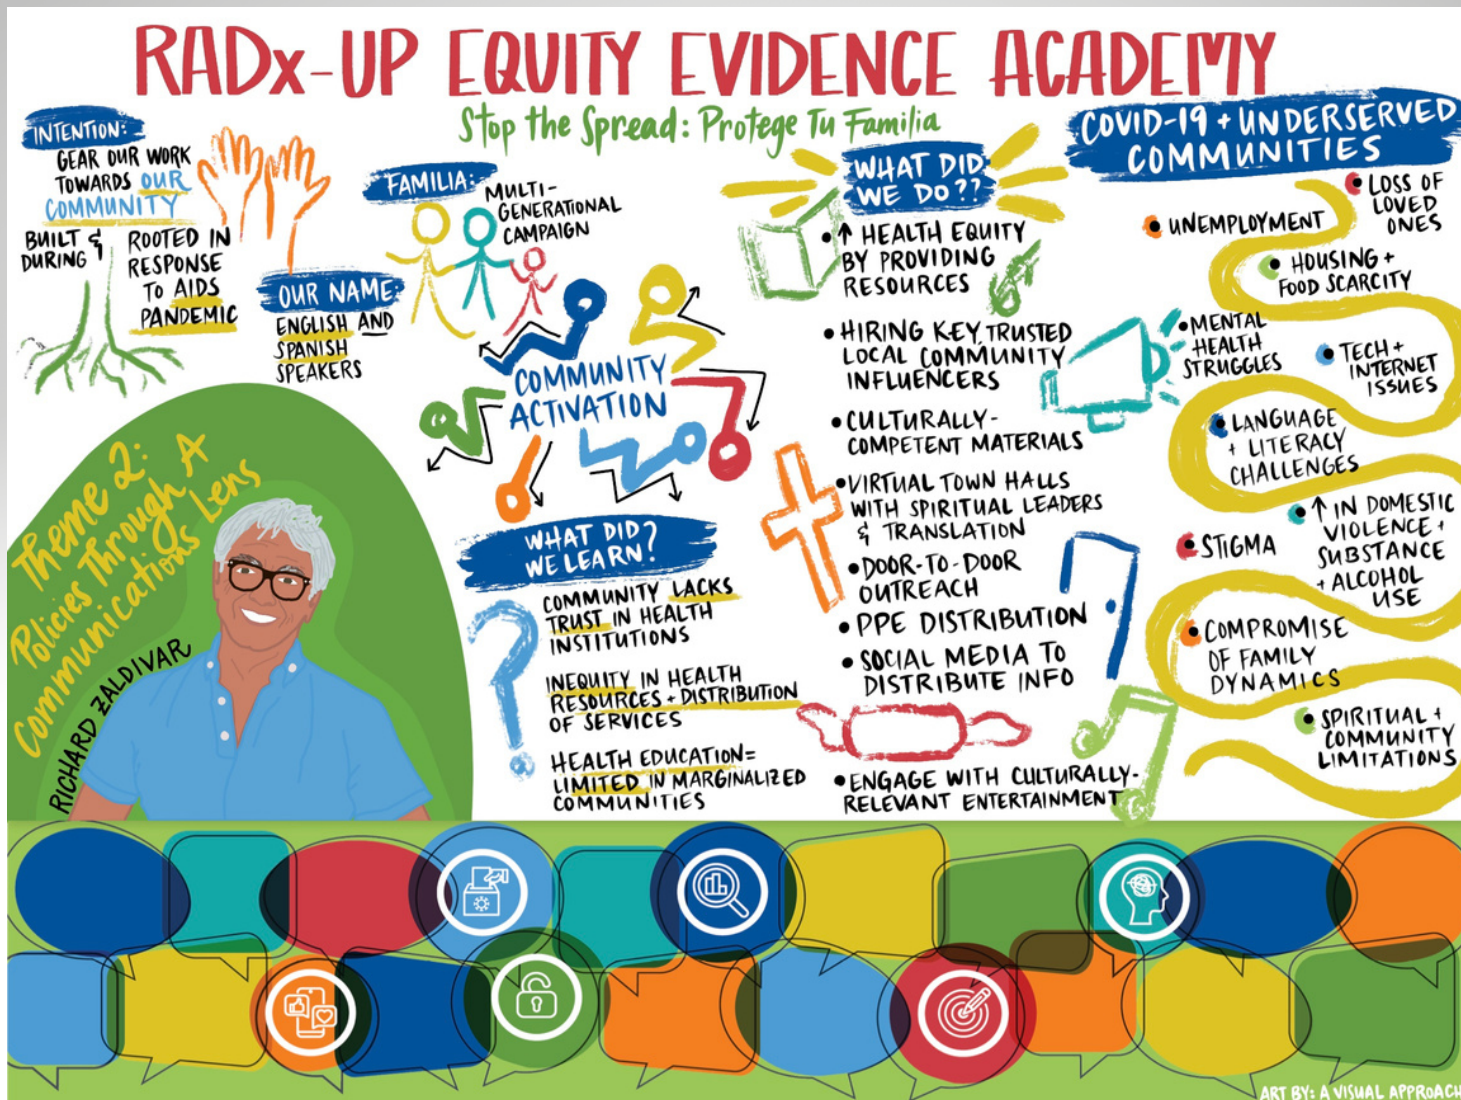 RADx-UP EQUITY EVIDENCE ACADEMY
Stop the Spread: Protege Tu Familia
INTENTION:
GEAR OUR WORK
TOWARDS OUR
COMMUNITY
BUILT &
DURING
ROOTED IN
RESPONSE
TO AIDS
PANDEMIC
OUR NAME:
ENGLISH AND
SPANISH
SPEAKERS
FAMILIA:
MULTI-
GENERATIONAL
CAMPAIGN
COMMUNITY
ACTIVATION
Theme 2:
Policies Through A
Communications Lens
RICHARD ZALDIVAR
WHAT DID
WE LEARN?
COMMUNITY LACKS
TRUST IN HEALTH
INSTITUTIONS
INEQUITY IN HEALTH
RESOURCES + DISTRIBUTION
OF SERVICES
HEALTH EDUCATION=
LIMITED IN MARGINALIZED
COMMUNITIES
WHAT DID
WE DO??
• ↑ HEALTH EQUITY
BY PROVIDING
RESOURCES
• HIRING KEY, TRUSTED
LOCAL COMMUNITY
INFLUENCERS
• CULTURALLY-
COMPETENT MATERIALS
• VIRTUAL TOWN HALLS
WITH SPIRITUAL LEADERS
& TRANSLATION
• DOOR-TO-DOOR
OUTREACH
• PPE DISTRIBUTION
• SOCIAL MEDIA TO
DISTRIBUTE INFO
• ENGAGE WITH CULTURALLY-
RELEVANT ENTERTAINMENT
COVID-19 + UNDERSERVED
COMMUNITIES
• LOSS OF
LOVED
ONES
• UNEMPLOYMENT
• HOUSING +
FOOD SCARCITY
• MENTAL
HEALTH
STRUGGLES
• TECH +
INTERNET
ISSUES
• LANGUAGE
+ LITERACY
CHALLENGES
• ↑ IN DOMESTIC
VIOLENCE +
SUBSTANCE
+ ALCOHOL
USE
• STIGMA
• COMPROMISE
OF FAMILY
DYNAMICS
• SPIRITUAL +
COMMUNITY
LIMITATIONS
ART BY: A VISUAL APPROACH